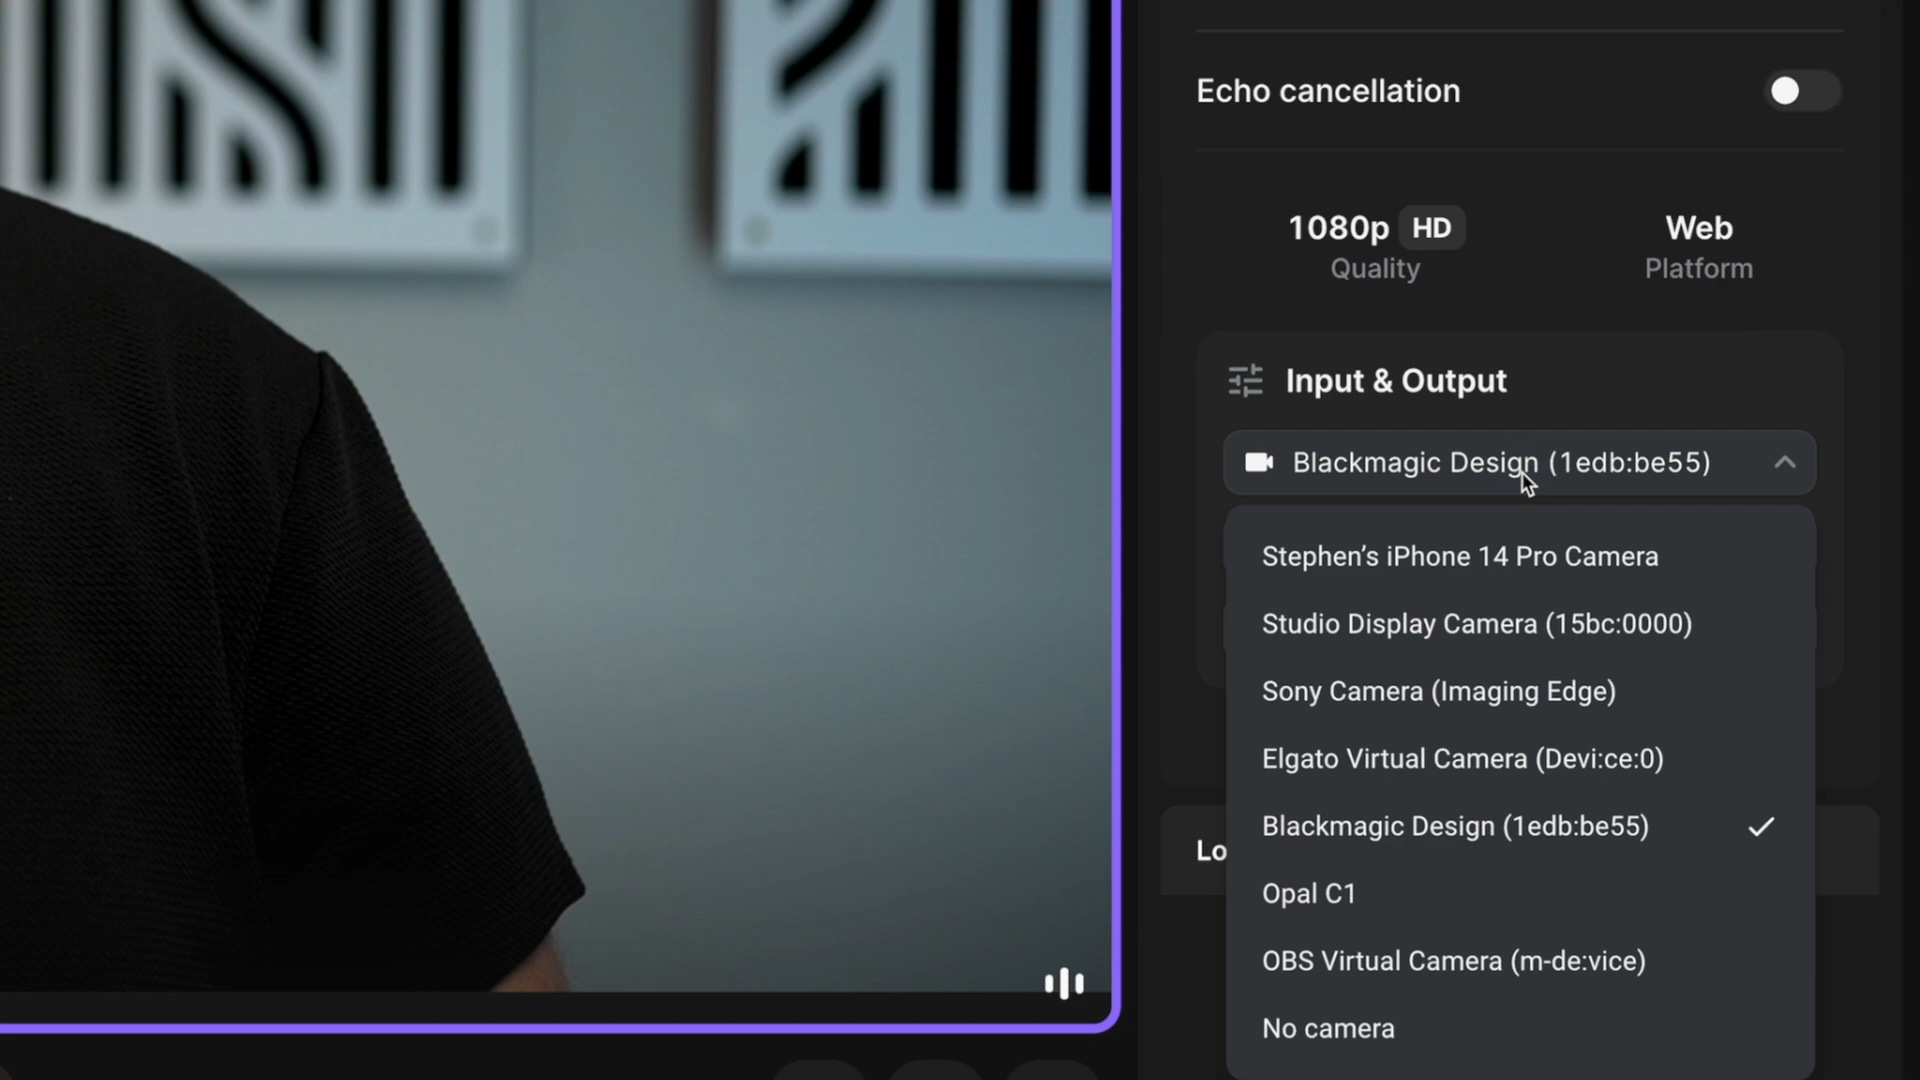 Echo cancellation
1080p HD
Quality
Web
Platform
Input & Output
Blackmagic Design (1edb:be55)
Stephen’s iPhone 14 Pro Camera
Studio Display Camera (15bc:0000)
Sony Camera (Imaging Edge)
Elgato Virtual Camera (Devi:ce:0)
Blackmagic Design (1edb:be55)
Lo
Opal C1
OBS Virtual Camera (m-de:vice)
No camera